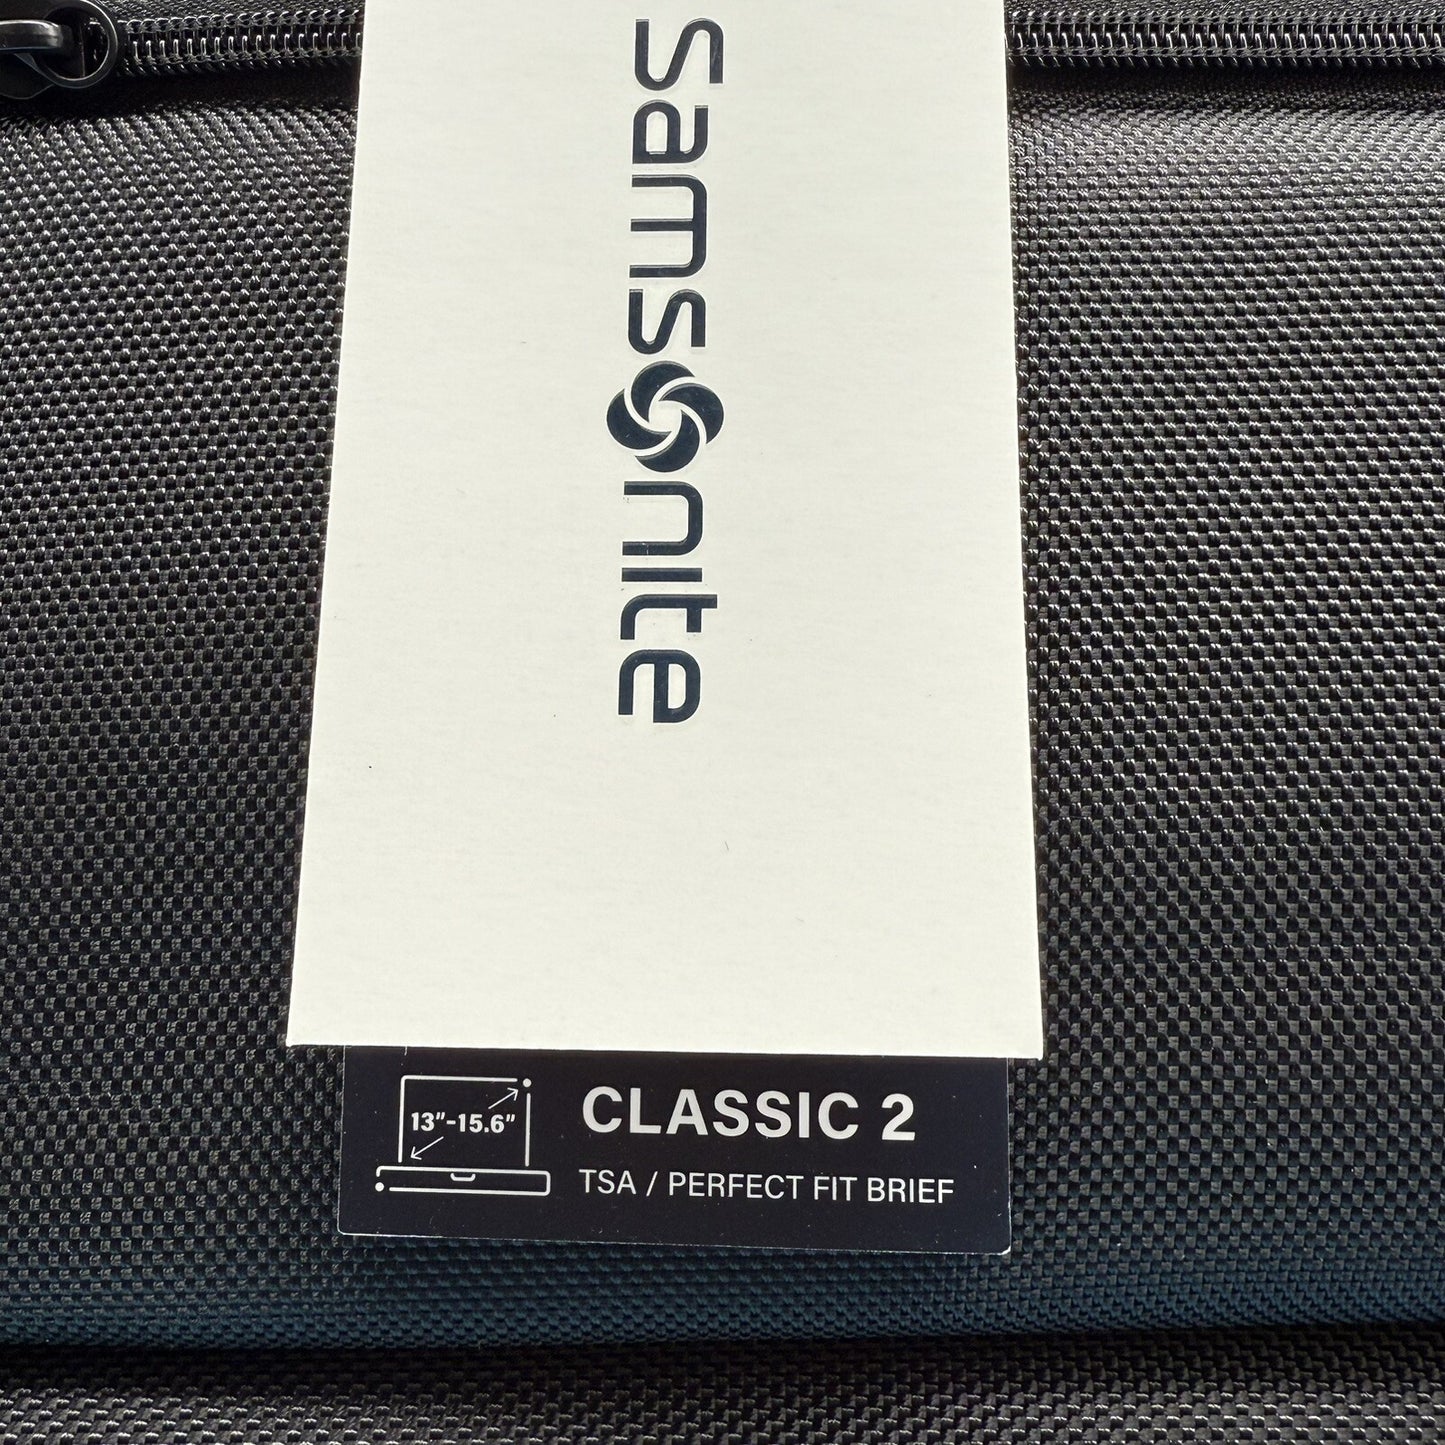 samsonite
13"-15.6"
CLASSIC 2
TSA / PERFECT FIT BRIEF